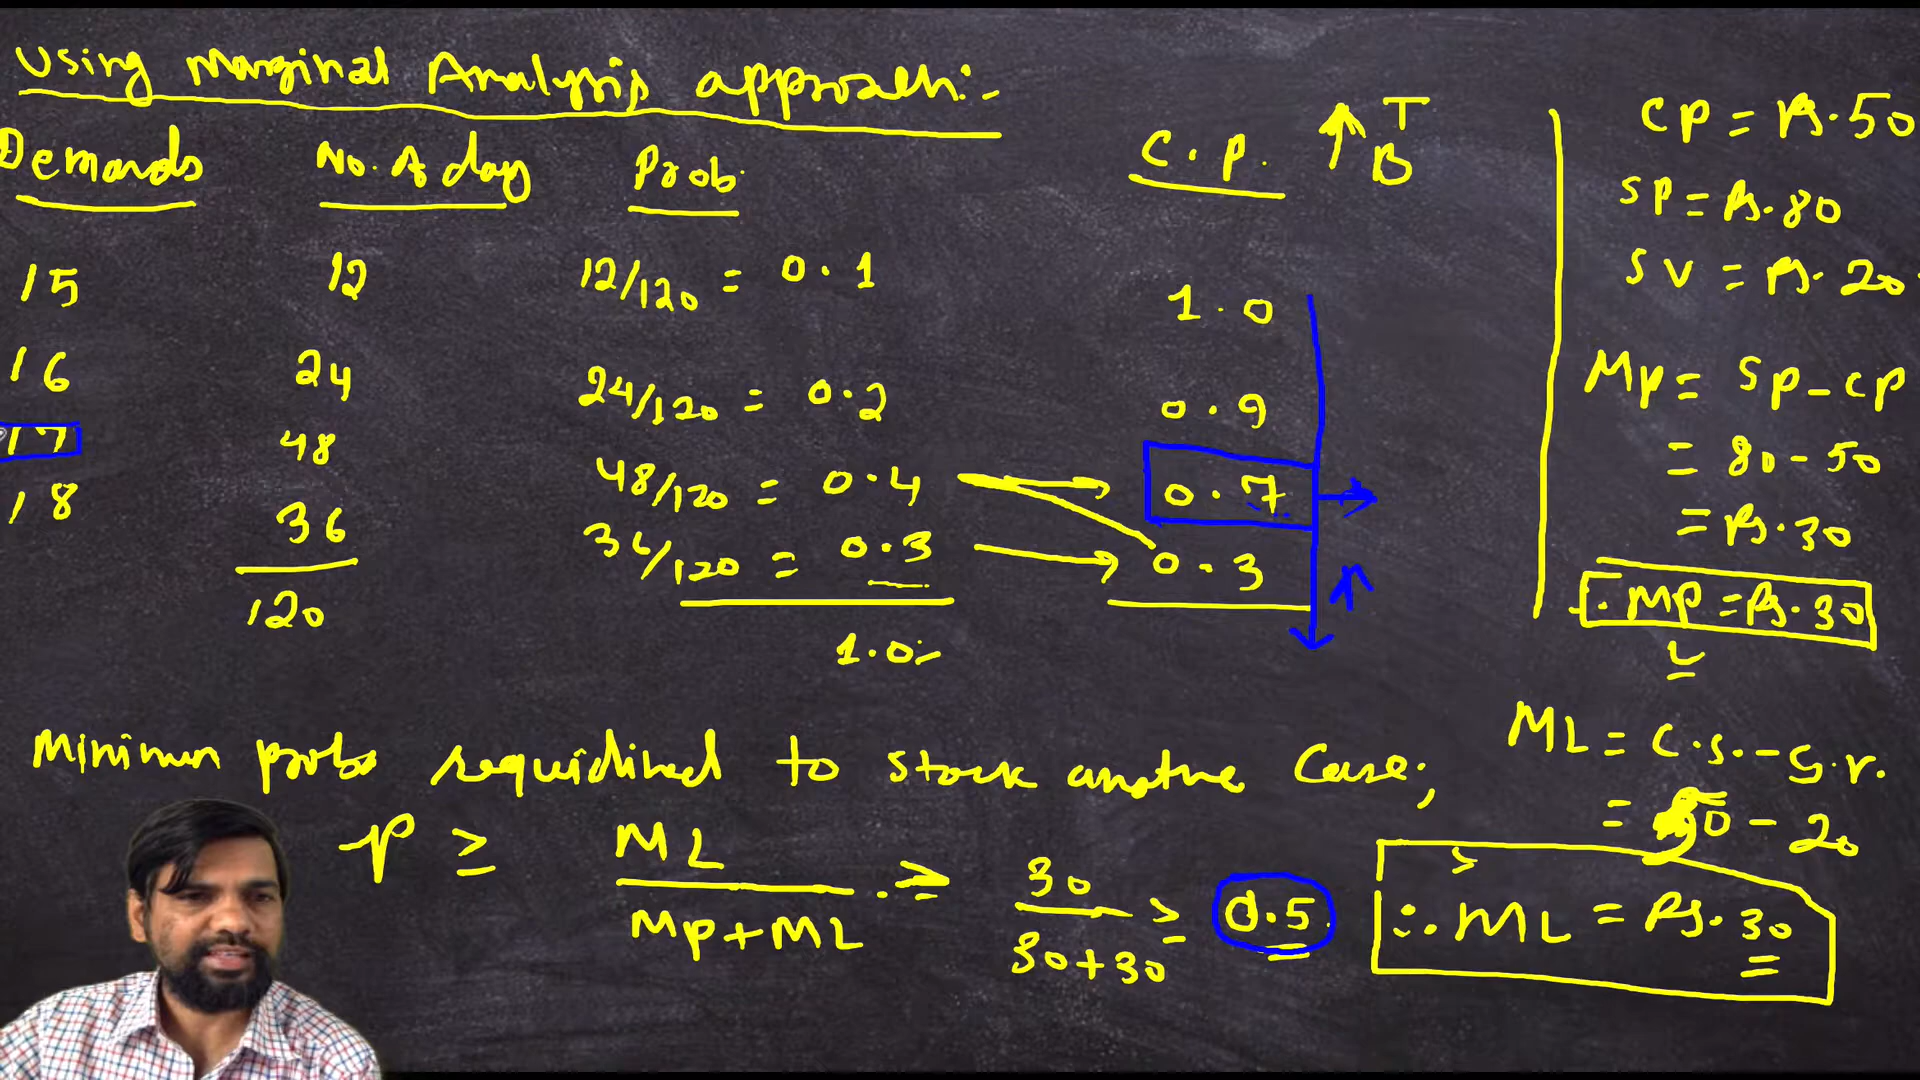 Using Marginal Analysis approach:-
Demands No. of day Prob. C.P. ↑ T B
15 12 12/120 = 0.1 1.0
16 24 24/120 = 0.2 0.9
17 48 48/120 = 0.4 0.7
18 36 36/120 = 0.3 0.3
120 1.0
CP = Rs.50
SP = Rs.80
SV = Rs.20
MP = SP-CP
= 80-50
= Rs.30
∴ MP = Rs.30
ML = C.S. - S.V.
= 50 - 20
∴ ML = Rs.30
Minimum probs to stock another Case;
P ≥ ML / MP+ML ≥ 30 / 30+30 ≥ 0.5